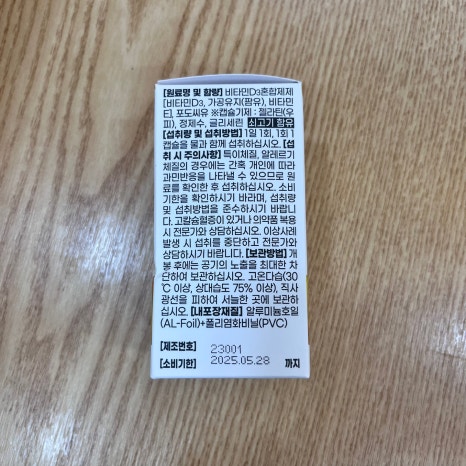 [원료명 및 함량] 비타민D3혼합제제
[비타민D3, 가공유지(팜유), 비타민
E], 포도씨유 ※캡슐기제 : 젤라틴(우
피), 정제수, 글리세린 쇠고기 함유
[섭취량 및 섭취방법] 1일 1회, 1회 1
캡슐을 물과 함께 섭취하십시오. [섭
취 시 주의사항] 특이체질, 알레르기
체질의 경우에는 간혹 개인에 따라
과민반응을 나타낼 수 있으므로 원
료를 확인한 후 섭취하십시오. 소비
기한을 확인하시기 바라며, 섭취량
및 섭취방법을 준수하시기 바랍니
다. 고칼슘혈증이 있거나 의약품 복용
시 전문가와 상담하십시오. 이상사례
발생 시 섭취를 중단하고 전문가와
상담하시기 바랍니다. [보관방법] 개
봉 후에는 공기의 노출을 최대한 차
단하여 보관하십시오. 고온다습(30
℃ 이상, 상대습도 75% 이상), 직사
광선을 피하여 서늘한 곳에 보관하
십시오. [내포장재질] 알루미늄호일
(AL-Foil)+폴리염화비닐(PVC)
[제조번호] 23001
[소비기한] 2025.05.28 까지